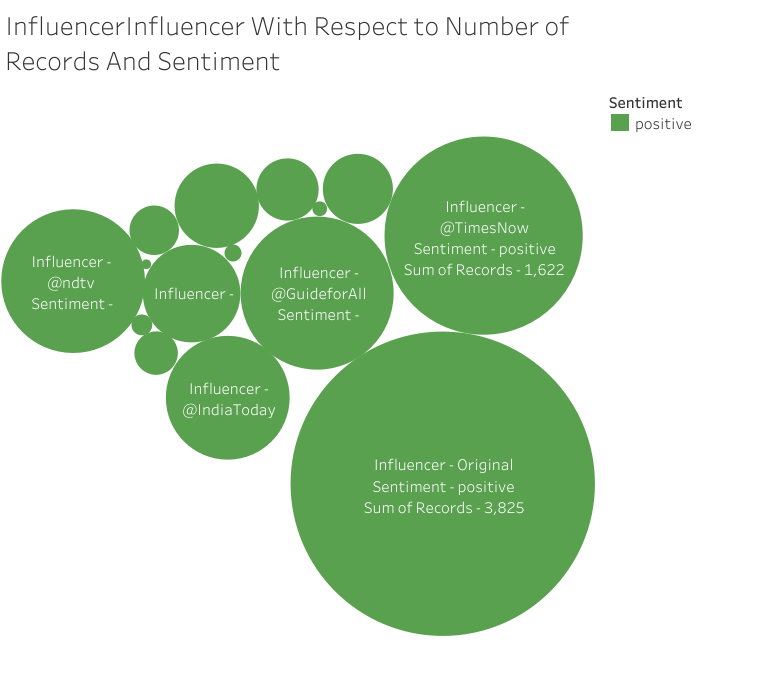 InfluencerInfluencer With Respect to Number of
Records And Sentiment
Sentiment
positive
Influencer -
@TimesNow
Sentiment - positive
Sum of Records - 1,622
Influencer -
@ndtv
Sentiment -
Influencer -
Influencer -
@GuideforAll
Sentiment -
Influencer -
@IndiaToday
Influencer - Original
Sentiment - positive
Sum of Records - 3,825